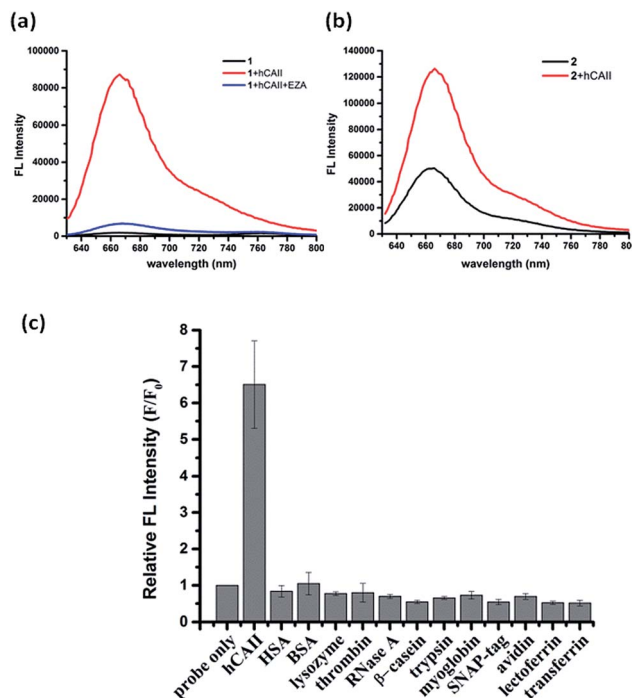 (a)
100000
80000
60000
40000
20000
0
FL Intensity
640 660 680 700 720 740 760 780 800
wavelength (nm)
1
1+hCAII
1+hCAII+EZA
(b)
140000
120000
100000
80000
60000
40000
20000
0
FL Intensity
640 660 680 700 720 740 760 780 80
wavelength (nm)
2
2+hCAII
(c)
8
7
6
5
4
3
2
1
0
Relative FL Intensity (F/F₀)
probe only
hCAII
HSA
BSA
lysozyme
thrombin
RNase A
β-casein
trypsin
myoglobin
SNAP-tag
avidin
lectoferrin
transferrin